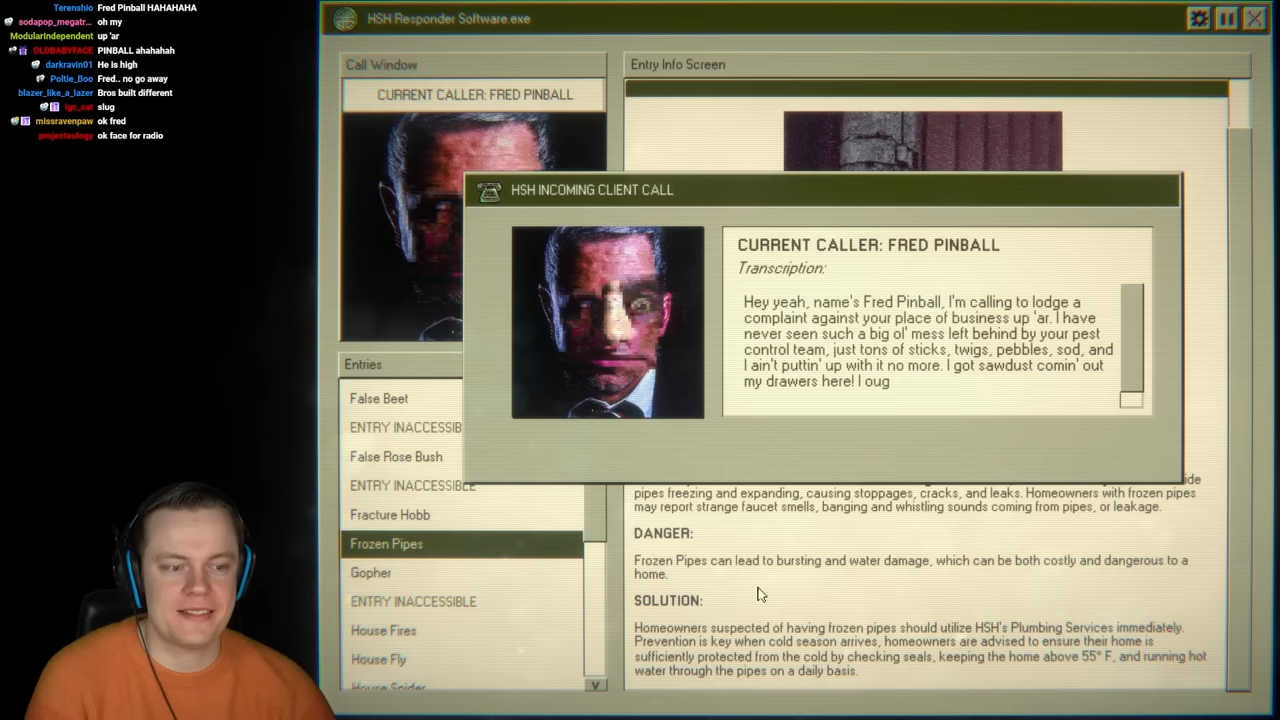 Terenshio Fred Pinball HAHAHAHA
sodapop_megatr... oh my
ModularIndependent up 'ar
OLDBABYFACE PINBALL ahahahah
darkravin01 He is high
Poltie_Boo Fred.. no go away
blazer_like_a_lazer Bros built different
lgc_cat slug
missravenpaw ok fred
projectaulogy ok face for radio
HSH Responder Software.exe
Call Window
CURRENT CALLER: FRED PINBALL
Entry Info Screen
HSH INCOMING CLIENT CALL
CURRENT CALLER: FRED PINBALL
Transcription:
Hey yeah, name's Fred Pinball, I'm calling to lodge a
complaint against your place of business up 'ar. I have
never seen such a big ol' mess left behind by your pest
control team, just tons of sticks, twigs, pebbles, sod, and
I ain't puttin' up with it no more. I got sawdust comin' out
my drawers here! I oug
Entries
False Beet
ENTRY INACCESSIB
False Rose Bush
ENTRY INACCESSIBLE
Fracture Hobb
Frozen Pipes
Gopher
ENTRY INACCESSIBLE
House Fires
House Fly
House Spider
V
ide
pipes freezing and expanding, causing stoppages, cracks, and leaks. Homeowners with frozen pipes
may report strange faucet smells, banging and whistling sounds coming from pipes, or leakage.
DANGER:
Frozen Pipes can lead to bursting and water damage, which can be both costly and dangerous to a
home.
SOLUTION:
Homeowners suspected of having frozen pipes should utilize HSH's Plumbing Services immediately.
Prevention is key when cold season arrives, homeowners are advised to ensure their home is
sufficiently protected from the cold by checking seals, keeping the home above 55° F, and running hot
water through the pipes on a daily basis.